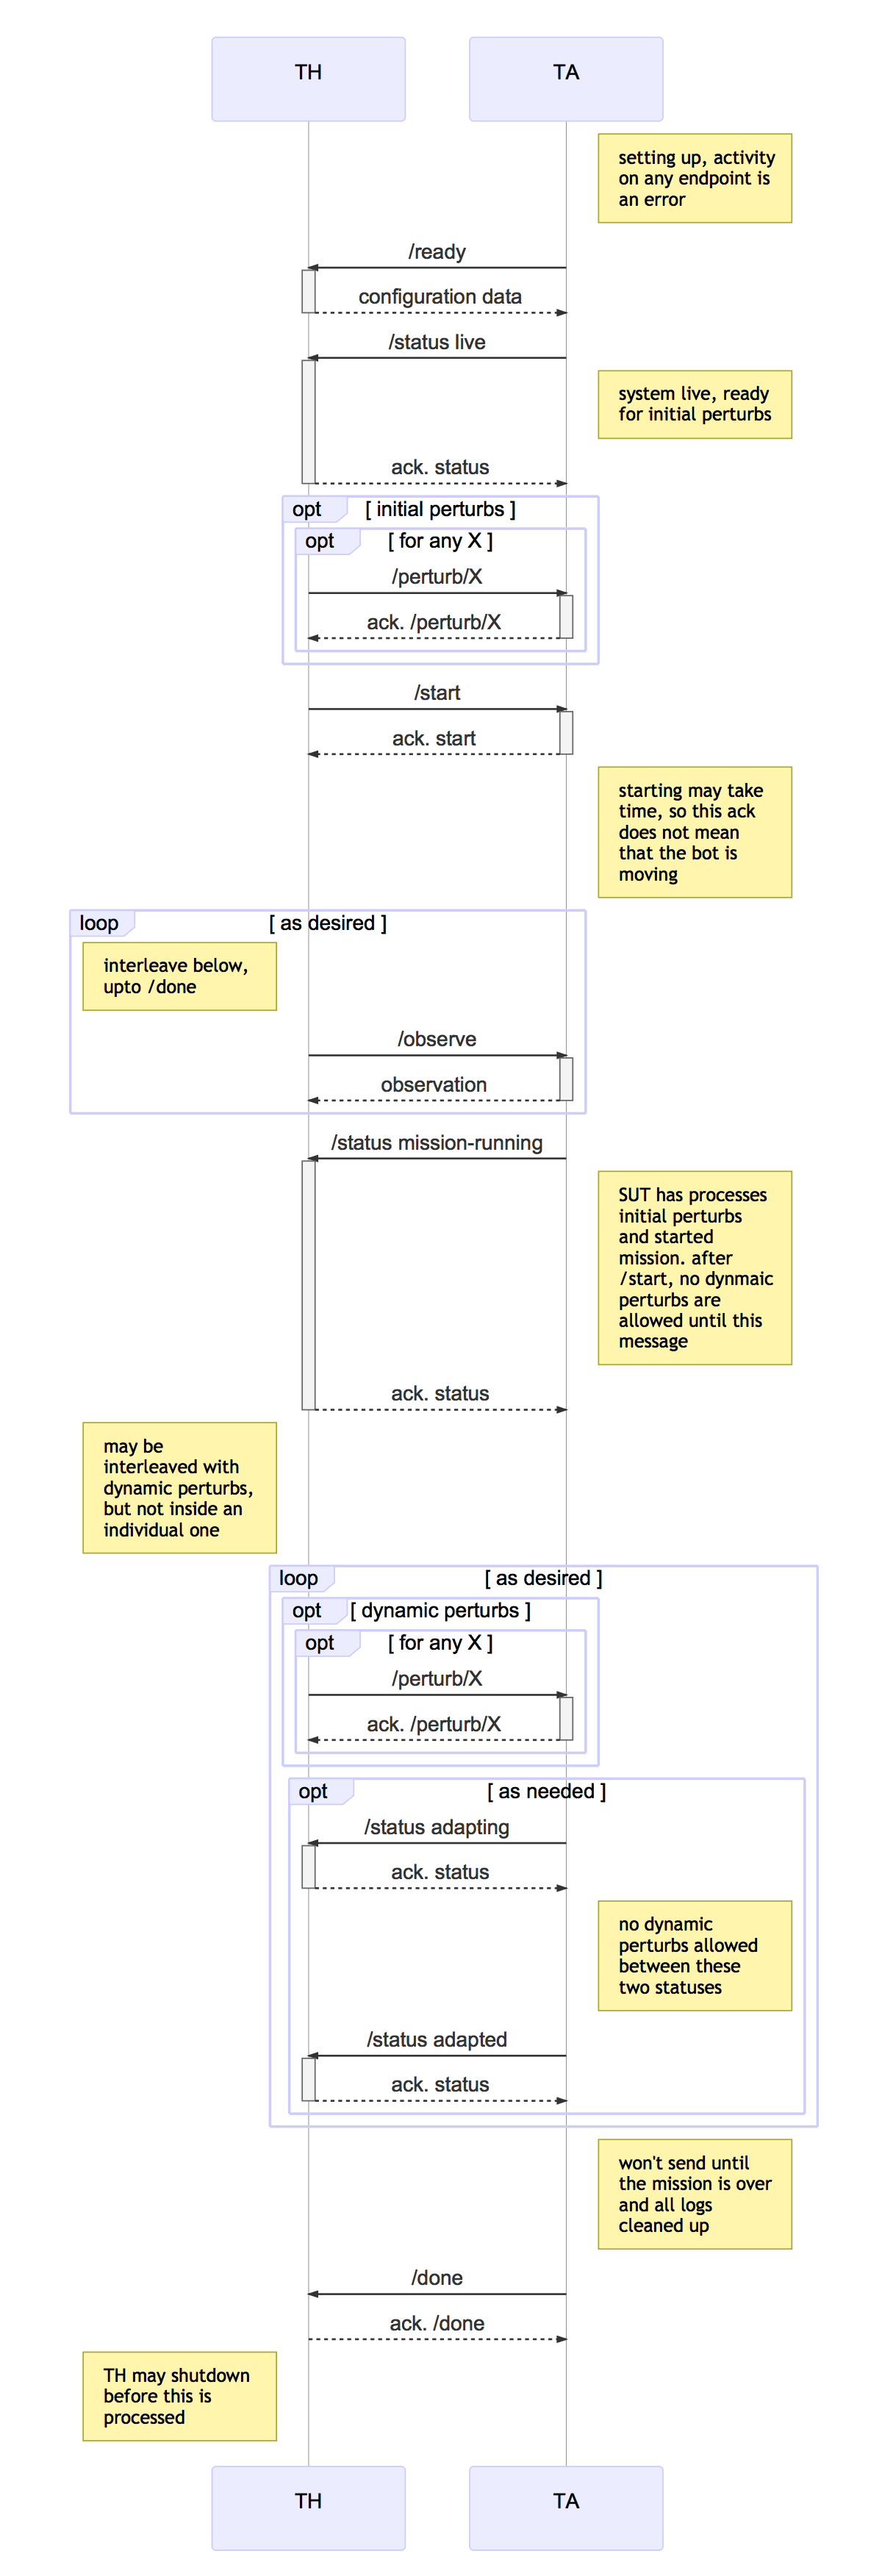 TH
TA
setting up, activity
on any endpoint is
an error
/ready
configuration data
/status live
system live, ready
for initial perturbs
ack. status
opt
[ initial perturbs ]
opt
[ for any X ]
/perturb/X
ack. /perturb/X
/start
ack. start
starting may take
time, so this ack
does not mean
that the bot is
moving
loop
[ as desired ]
interleave below,
upto /done
/observe
observation
/status mission-running
SUT has processes
initial perturbs
and started
mission. after
/start, no dynmaic
perturbs are
allowed until this
message
ack. status
may be
interleaved with
dynamic perturbs,
but not inside an
individual one
loop
[ as desired ]
opt
[ dynamic perturbs ]
opt
[ for any X ]
/perturb/X
ack. /perturb/X
opt
[ as needed ]
/status adapting
ack. status
no dynamic
perturbs allowed
between these
two statuses
/status adapted
ack. status
won't send until
the mission is over
and all logs
cleaned up
/done
ack. /done
TH may shutdown
before this is
processed
TH
TA